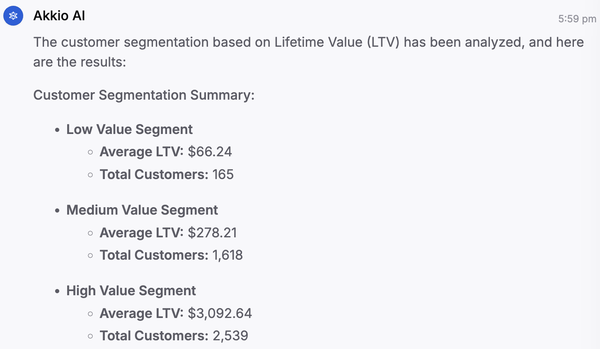 Akkio AI
5:59 pm
The customer segmentation based on Lifetime Value (LTV) has been analyzed, and here
are the results:
Customer Segmentation Summary:
• Low Value Segment
○ Average LTV: $66.24
○ Total Customers: 165
• Medium Value Segment
○ Average LTV: $278.21
○ Total Customers: 1,618
• High Value Segment
○ Average LTV: $3,092.64
○ Total Customers: 2,539